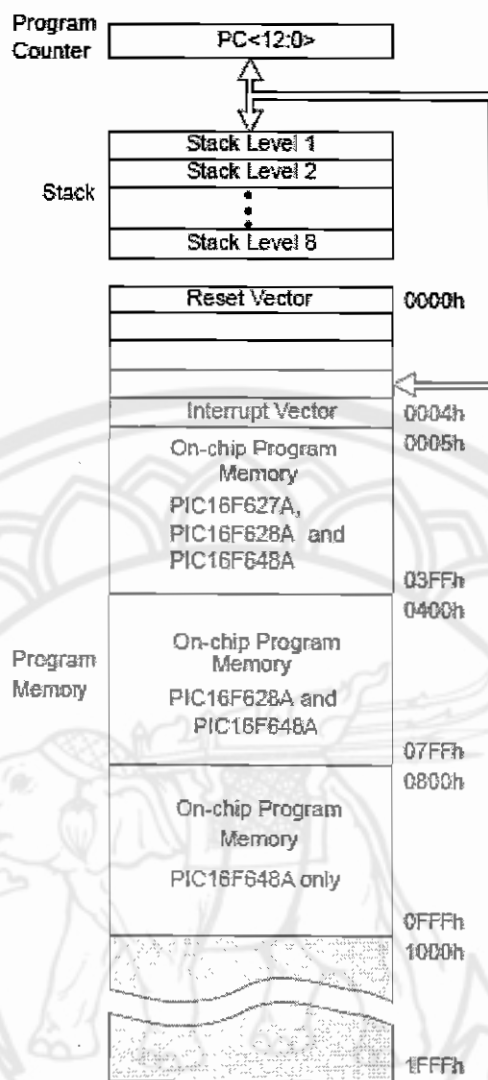 Program
Counter
PC<12:0>
Stack
Stack Level 1
Stack Level 2
Stack Level 8
Reset Vector
0000h
Interrupt Vector
0004h
On-chip Program
Memory
0005h
PIC16F627A,
PIC16F628A and
PIC16F648A
03FFh
0400h
Program
Memory
On-chip Program
Memory
PIC16F628A and
PIC16F648A
07FFh
0800h
On-chip Program
Memory
PIC16F648A only
0FFFh
1000h
1FFFh